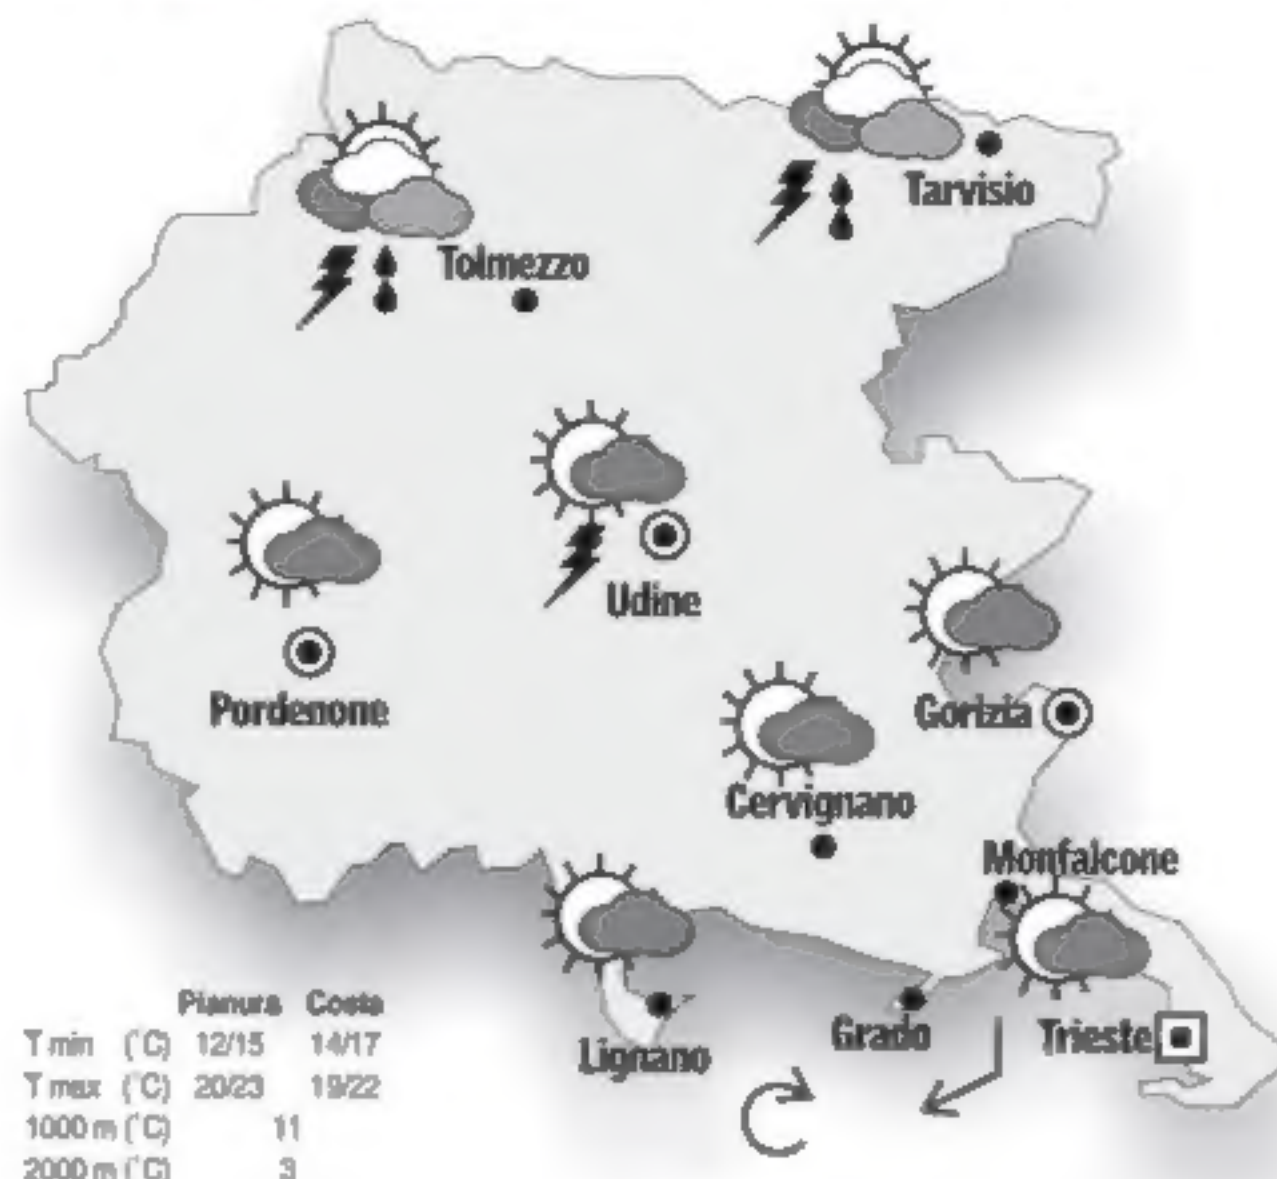 Tarvisio
Tolmezzo
Udine
Pordenone
Gorizia
Cervignano
Monfalcone
Grado
Trieste
Lignano
Pianura Costa
T min (°C) 12/15 14/17
T max (°C) 20/23 19/22
1000 m (°C) 11
2000 m (°C) 3